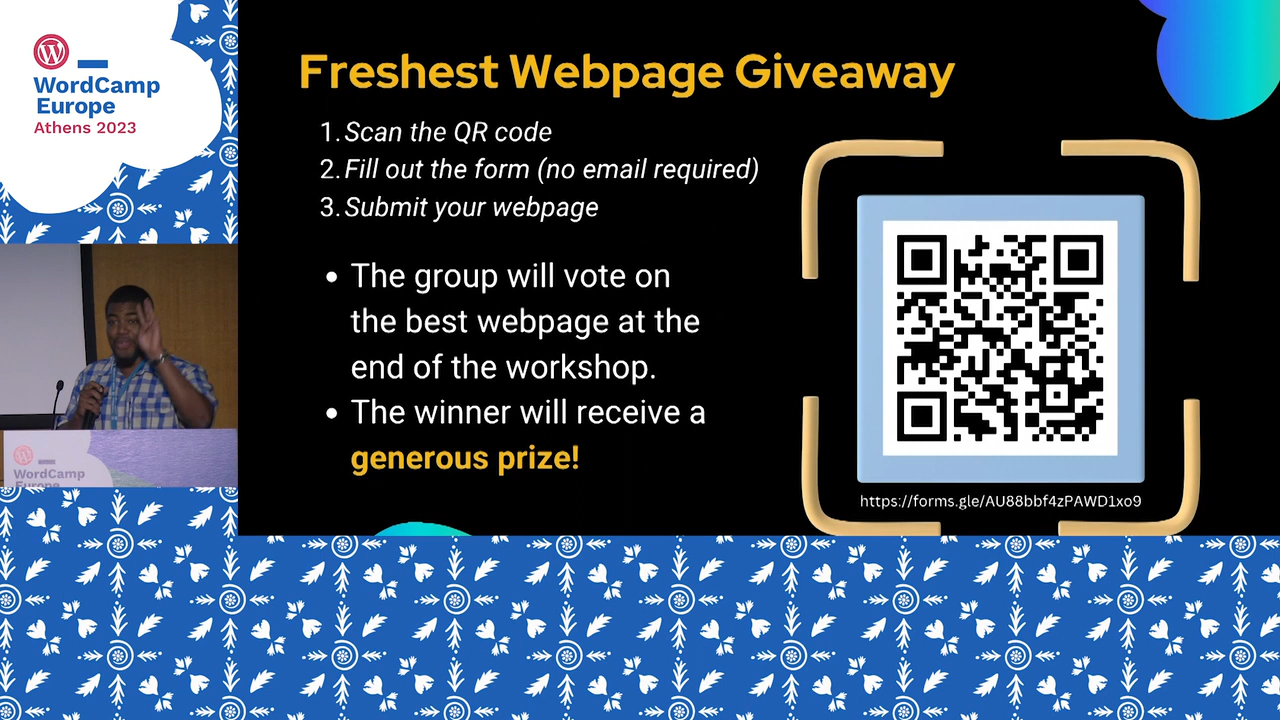 WordCamp
Europe
Athens 2023
Freshest Webpage Giveaway
1. Scan the QR code
2. Fill out the form (no email required)
3. Submit your webpage
• The group will vote on
the best webpage at the
end of the workshop.
• The winner will receive a
generous prize!
https://forms.gle/AU88bbf4zPAWD1xo9
WordCamp
Europe